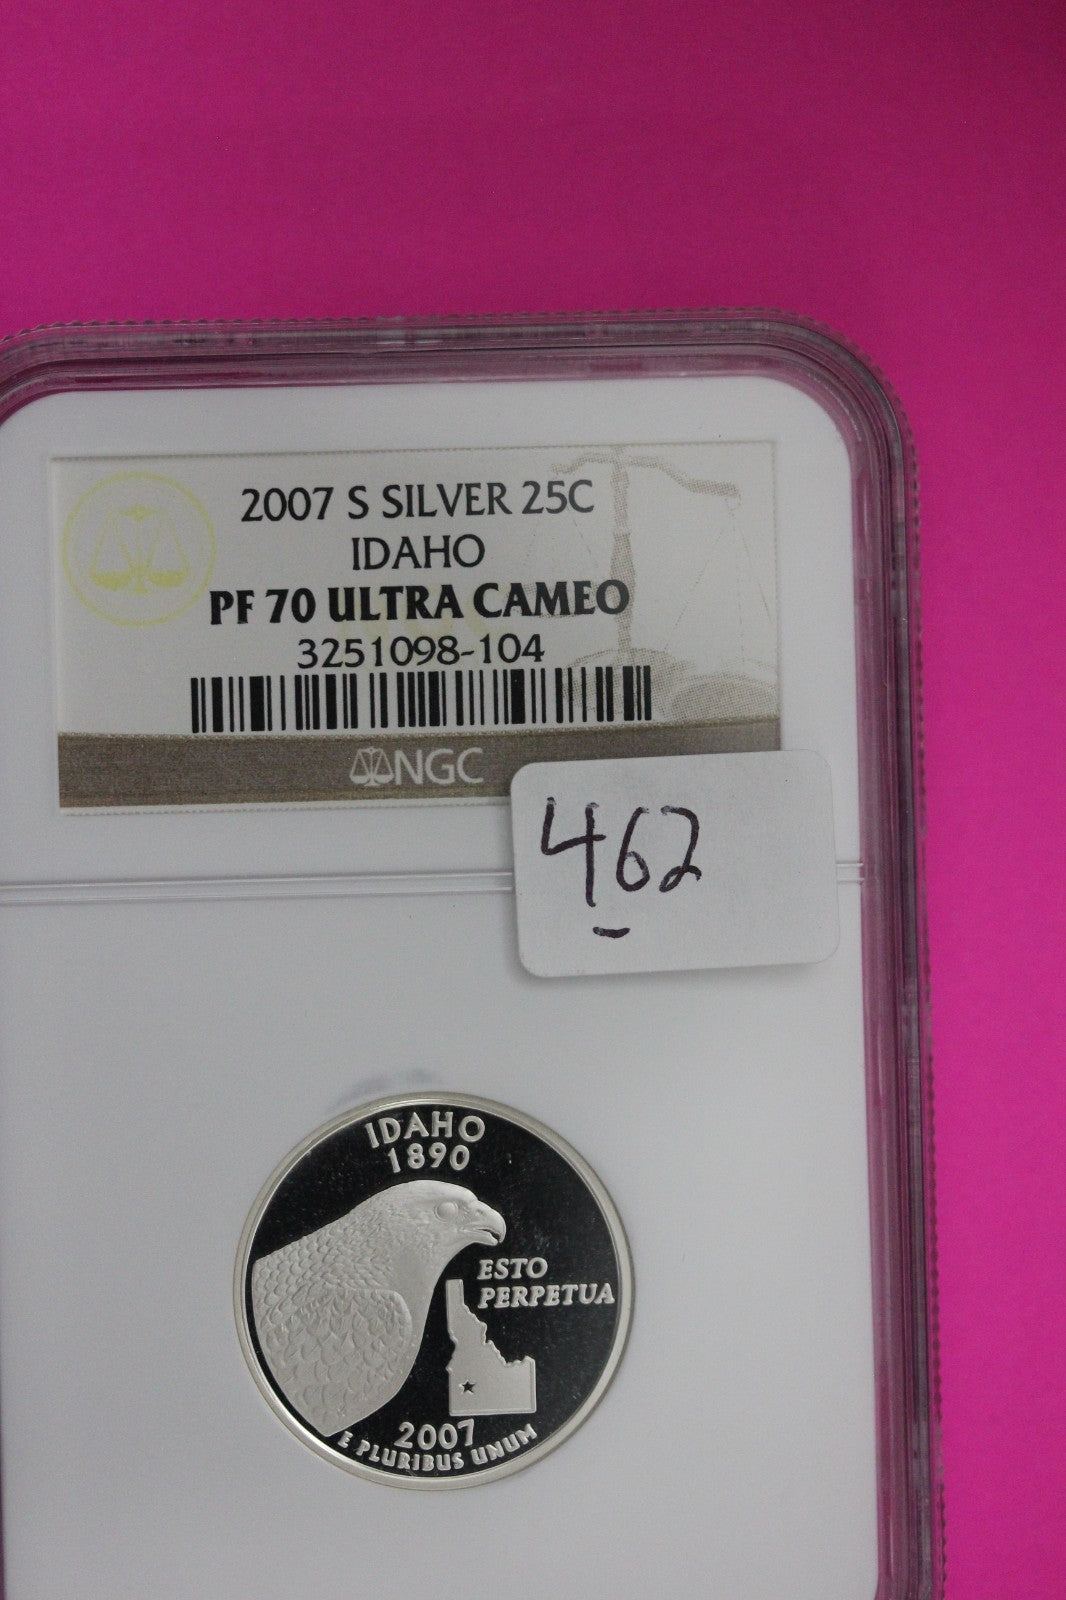 2007 S SILVER 25C
IDAHO
PF 70 ULTRA CAMEO
3251098-104
NGC
462
IDAHO
1890
ESTO
PERPETUA
2007
E PLURIBUS UNUM